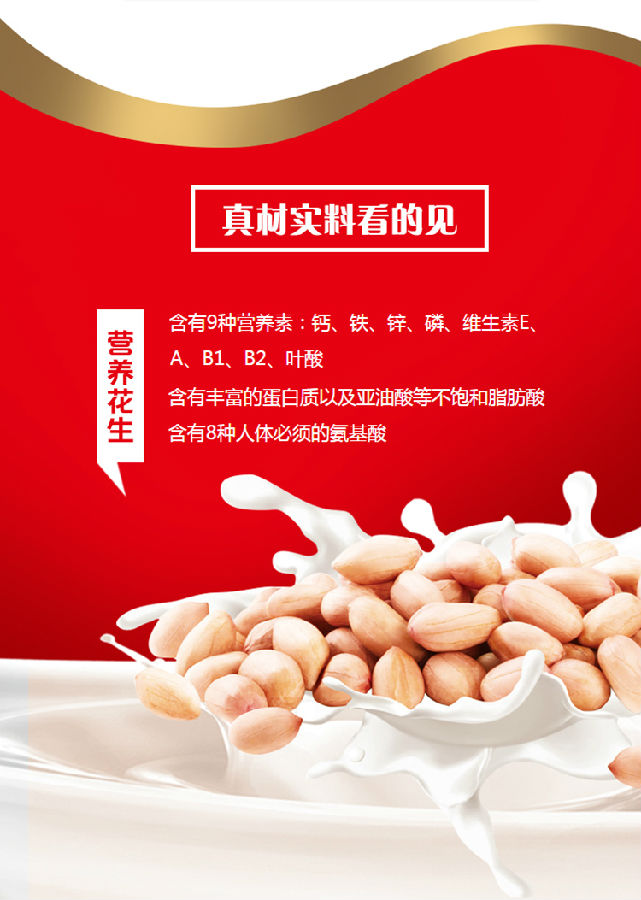 真材实料看的见
营养花生
含有9种营养素：钙、铁、锌、磷、维生素E、
A、B1、B2、叶酸
含有丰富的蛋白质以及亚油酸等不饱和脂肪酸
含有8种人体必须的氨基酸